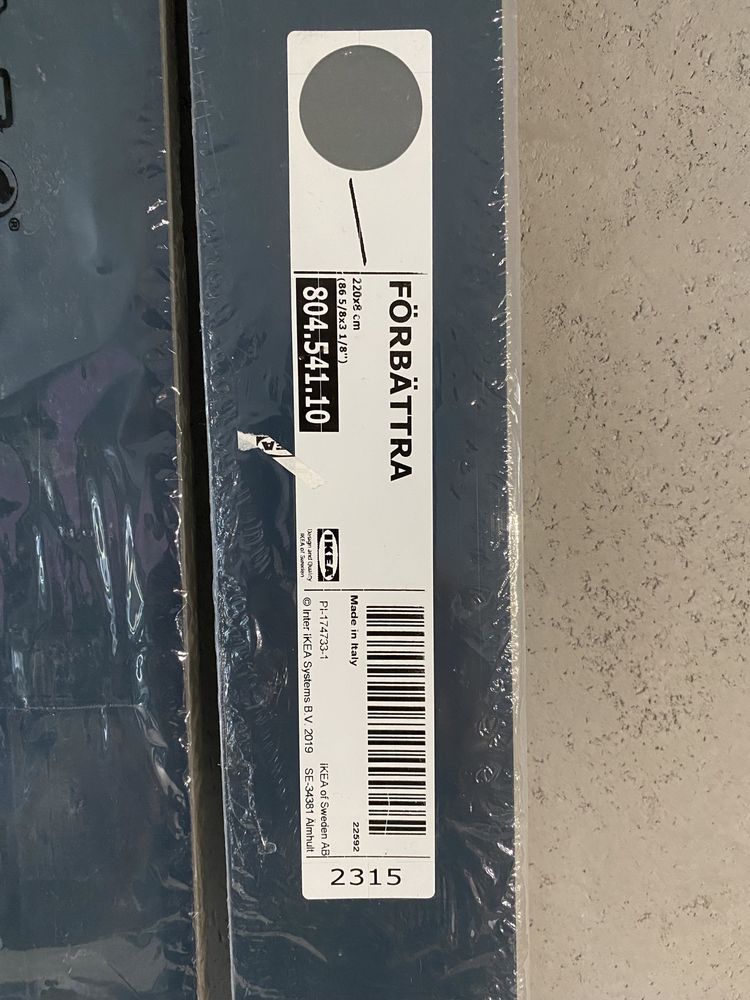 FÖRBÄTTRA
220x8 cm
(86 5/8x3 1/8")
804.541.10
IKEA
Design and Quality
IKEA of Sweden
Made in Italy
PI-174733-1
© Inter IKEA Systems B.V. 2019
22592
IKEA of Sweden AB
SE-34381 Älmhult
2315
®